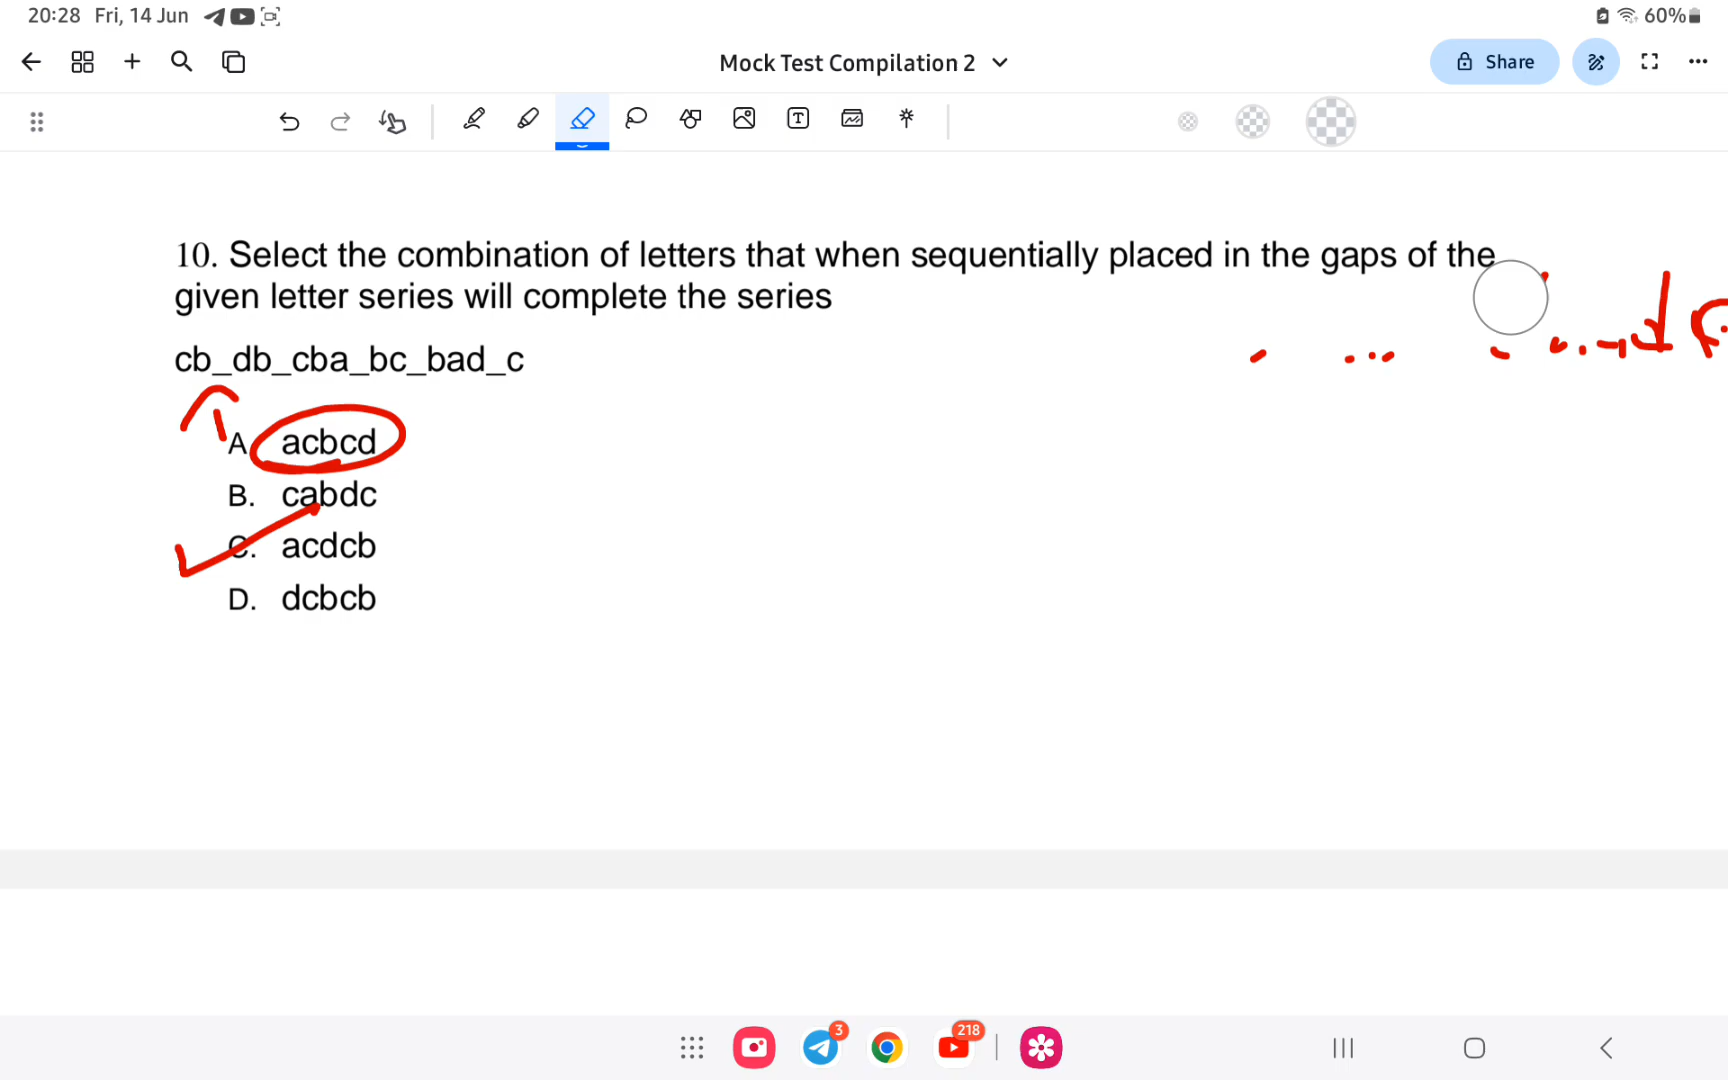 20:28 Fri, 14 Jun
60%
Mock Test Compilation 2
Share
10. Select the combination of letters that when sequentially placed in the gaps of the
given letter series will complete the series
cb_db_cba_bc_bad_c
A. acbcd
B. cabdc
C. acdcb
D. dcbcb
d
3
218